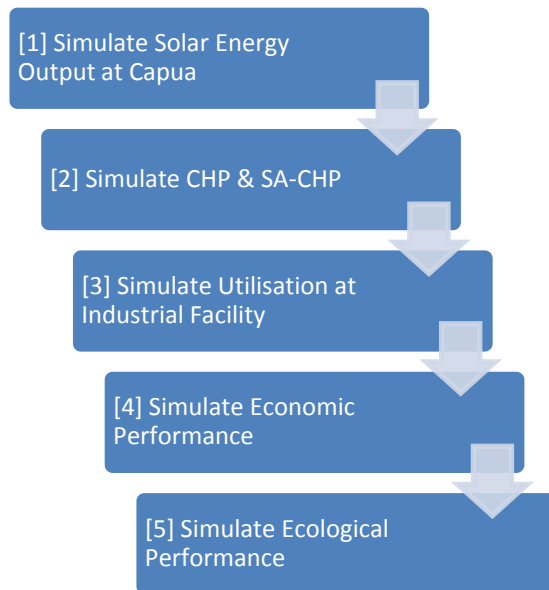 [1] Simulate Solar Energy
Output at Capua
[2] Simulate CHP & SA-CHP
[3] Simulate Utilisation at
Industrial Facility
[4] Simulate Economic
Performance
[5] Simulate Ecological
Performance